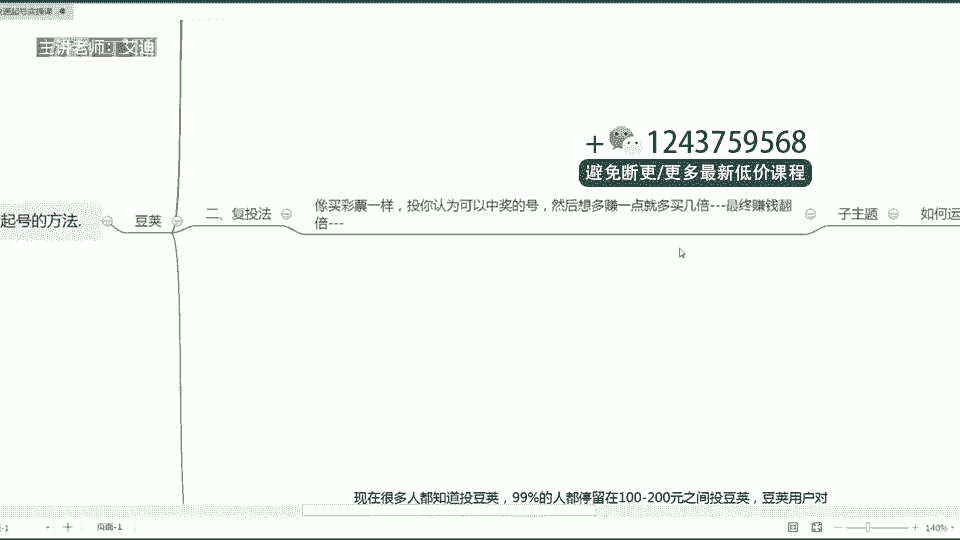 速起号实操课
主讲老师：艾迪
+ 1243759568
避免断更/更多最新低价课程
起号的方法.
豆荚
二、复投法
像买彩票一样，投你认为可以中奖的号，然后想多赚一点就多买几倍---最终赚钱翻
倍---
子主题
如何运
现在很多人都知道投豆荚，99%的人都停留在100-200元之间投豆荚，豆荚用户对
-1
页面-1
140%